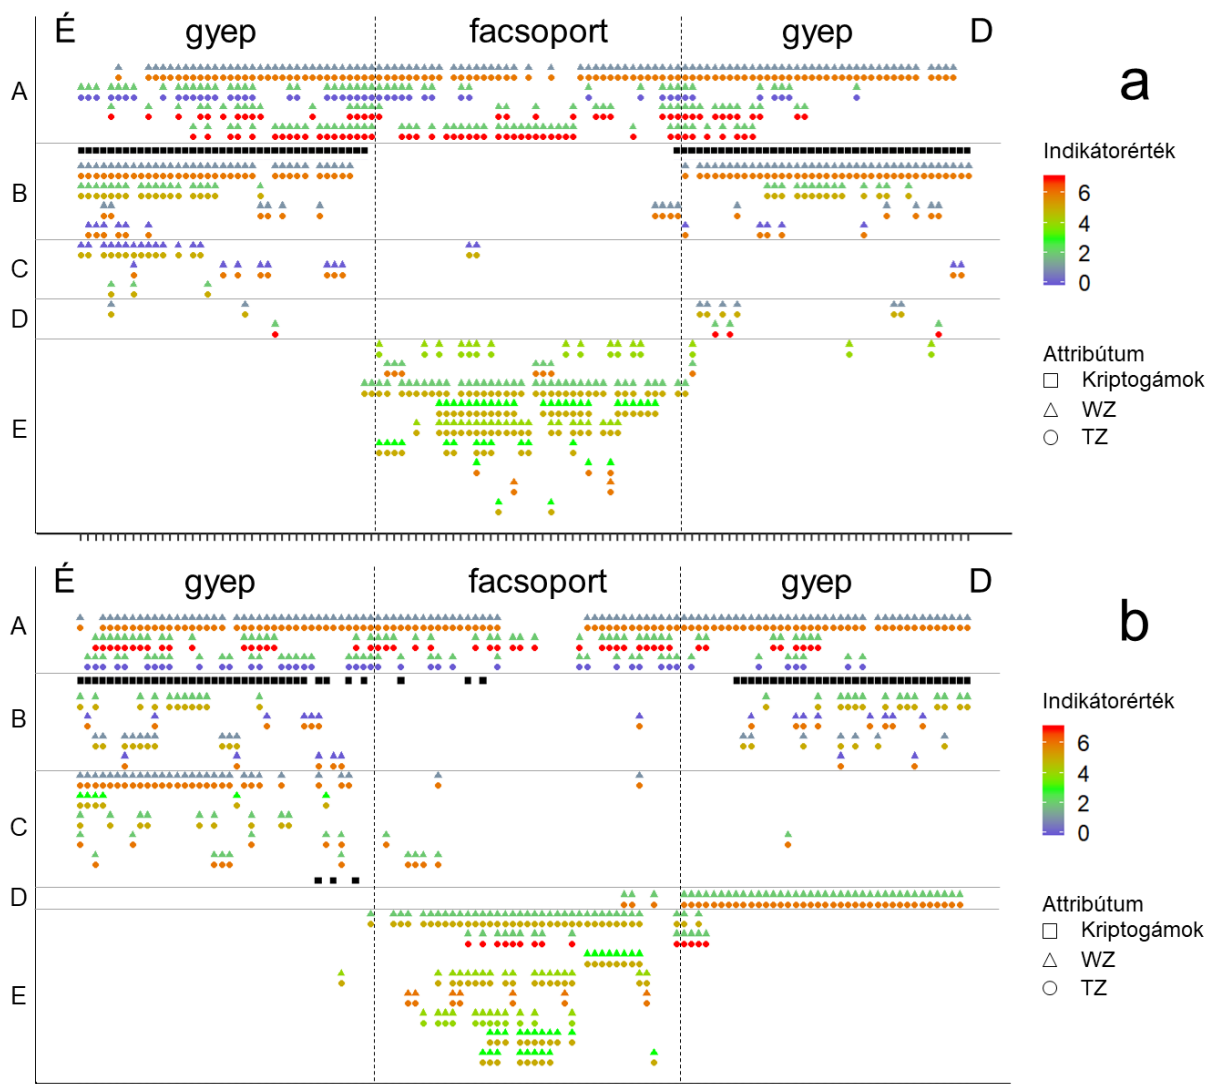 É gyep facsoport gyep D
a
A
B
C
D
E
Indikátorérték
6
4
2
0
Attribútum
Kriptogámok
WZ
TZ
É gyep facsoport gyep D
b
A
B
C
D
E
Indikátorérték
6
4
2
0
Attribútum
Kriptogámok
WZ
TZ